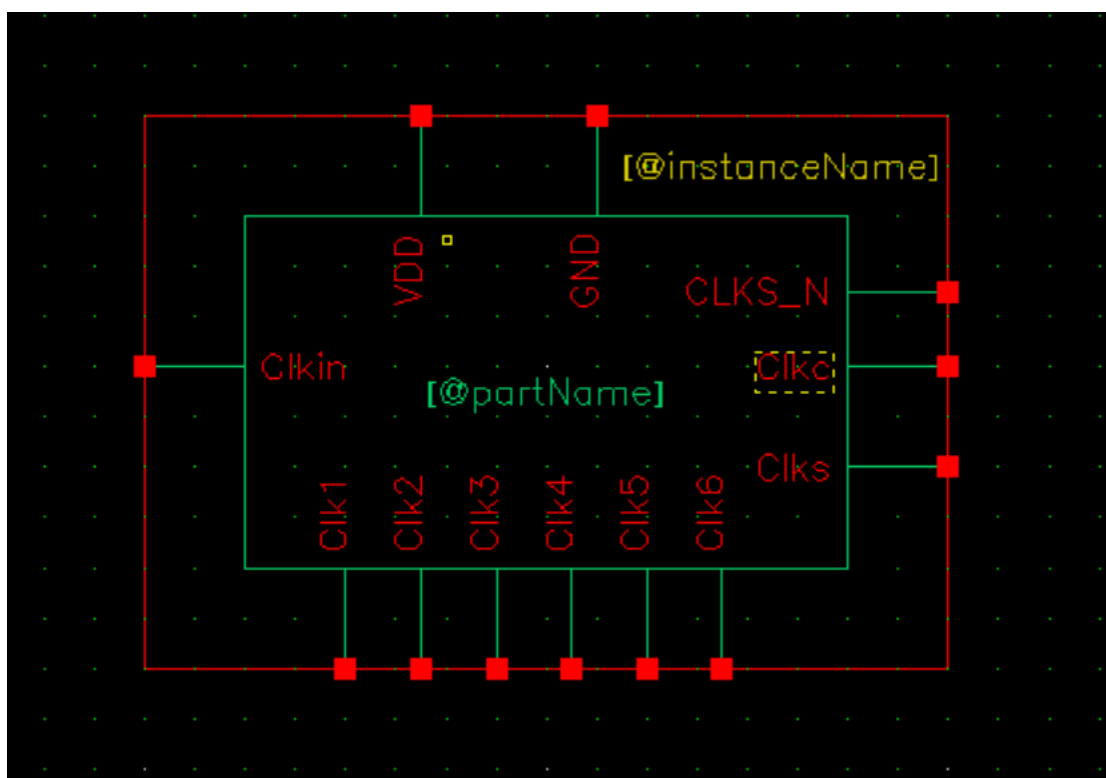 [@instanceName]
VDD
GND
CLKS_N
Clkin
Clkc
[@partName]
Clks
Clk1
Clk2
Clk3
Clk4
Clk5
Clk6